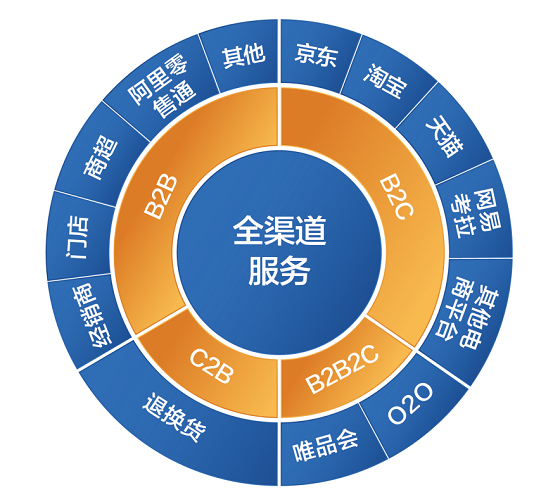 全渠道
服务
B2C
京东
淘宝
天猫
网易
考拉
其他电
商平台
B2B2C
O2O
唯品会
C2B
退换货
B2B
经销商
门店
商超
阿里零
售通
其他